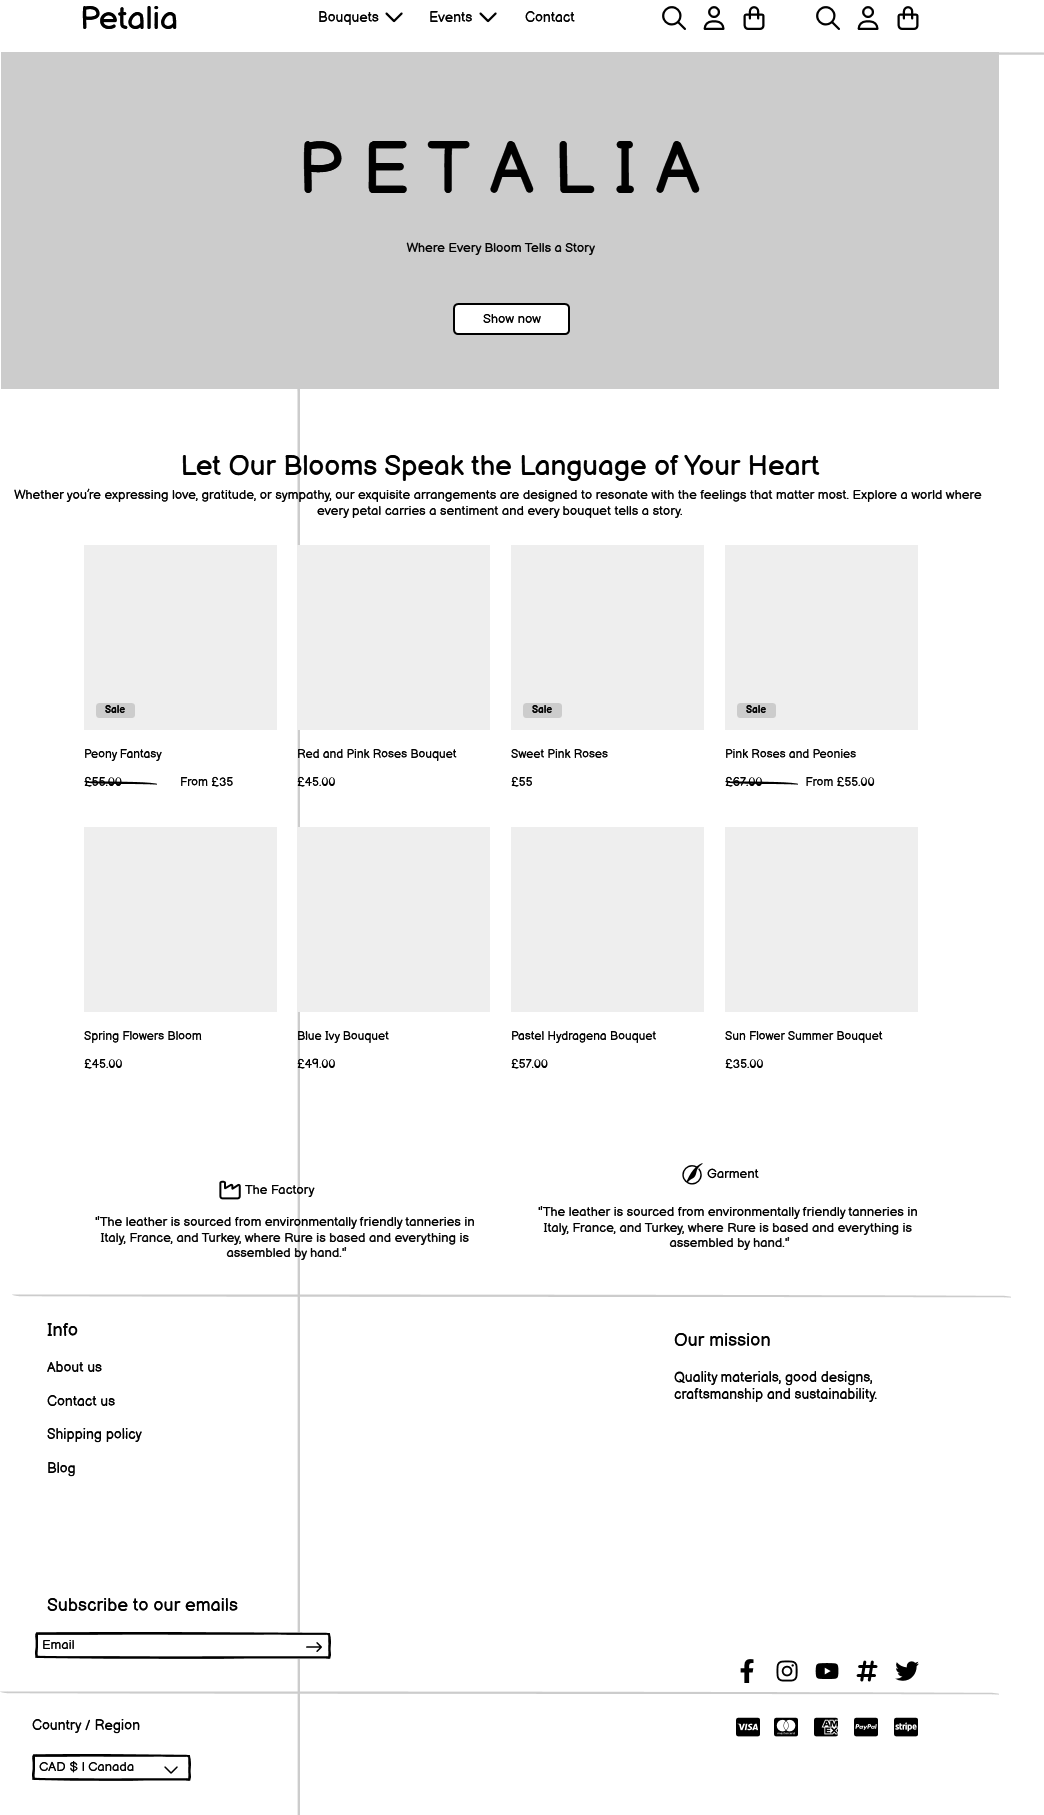 Petalia
Bouquets
Events
Contact
PETALIA
Where Every Bloom Tells a Story
Show now
Let Our Blooms Speak the Language of Your Heart
Whether you're expressing love, gratitude, or sympathy, our exquisite arrangements are designed to resonate with the feelings that matter most. Explore a world where
every petal carries a sentiment and every bouquet tells a story.
Sale
Sale
Sale
Peony Fantasy
Red and Pink Roses Bouquet
Sweet Pink Roses
Pink Roses and Peonies
£55.00 From £35
£45.00
£55
£67.00 From £55.00
Spring Flowers Bloom
Blue Ivy Bouquet
Pastel Hydragena Bouquet
Sun Flower Summer Bouquet
£45.00
£49.00
£57.00
£35.00
The Factory
"The leather is sourced from environmentally friendly tanneries in
Italy, France, and Turkey, where Rure is based and everything is
assembled by hand."
Garment
"The leather is sourced from environmentally friendly tanneries in
Italy, France, and Turkey, where Rure is based and everything is
assembled by hand."
Info
About us
Contact us
Shipping policy
Blog
Our mission
Quality materials, good designs,
craftsmanship and sustainability.
Subscribe to our emails
Email
Country / Region
CAD $ | Canada
VISA
AM
EX
PayPal
stripe